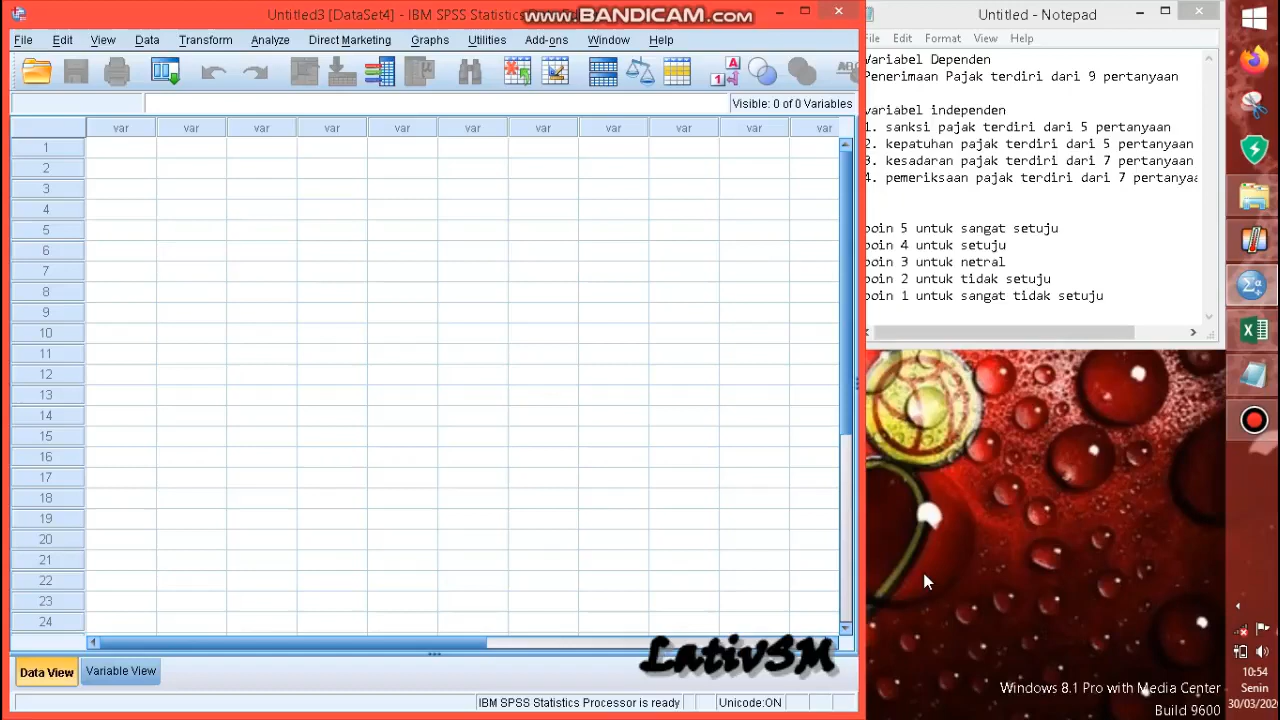 Untitled3 [DataSet4] - IBM SPSS Statistics
www.BANDICAM.com
File Edit View Data Transform Analyze Direct Marketing Graphs Utilities Add-ons Window Help
Visible: 0 of 0 Variables
var var var var var var var var var var var
1
2
3
4
5
6
7
8
9
10
11
12
13
14
15
16
17
18
19
20
21
22
23
24
LativSM
Data View Variable View
IBM SPSS Statistics Processor is ready Unicode:ON
Untitled - Notepad
File Edit Format View Help
Variabel Dependen
Penerimaan Pajak terdiri dari 9 pertanyaan
variabel independen
1. sanksi pajak terdiri dari 5 pertanyaan
2. kepatuhan pajak terdiri dari 5 pertanyaan
3. kesadaran pajak terdiri dari 7 pertanyaan
4. pemeriksaan pajak terdiri dari 7 pertanyaa
poin 5 untuk sangat setuju
poin 4 untuk setuju
poin 3 untuk netral
poin 2 untuk tidak setuju
poin 1 untuk sangat tidak setuju
Windows 8.1 Pro with Media Center
Build 9600
10:54
Senin
30/03/202